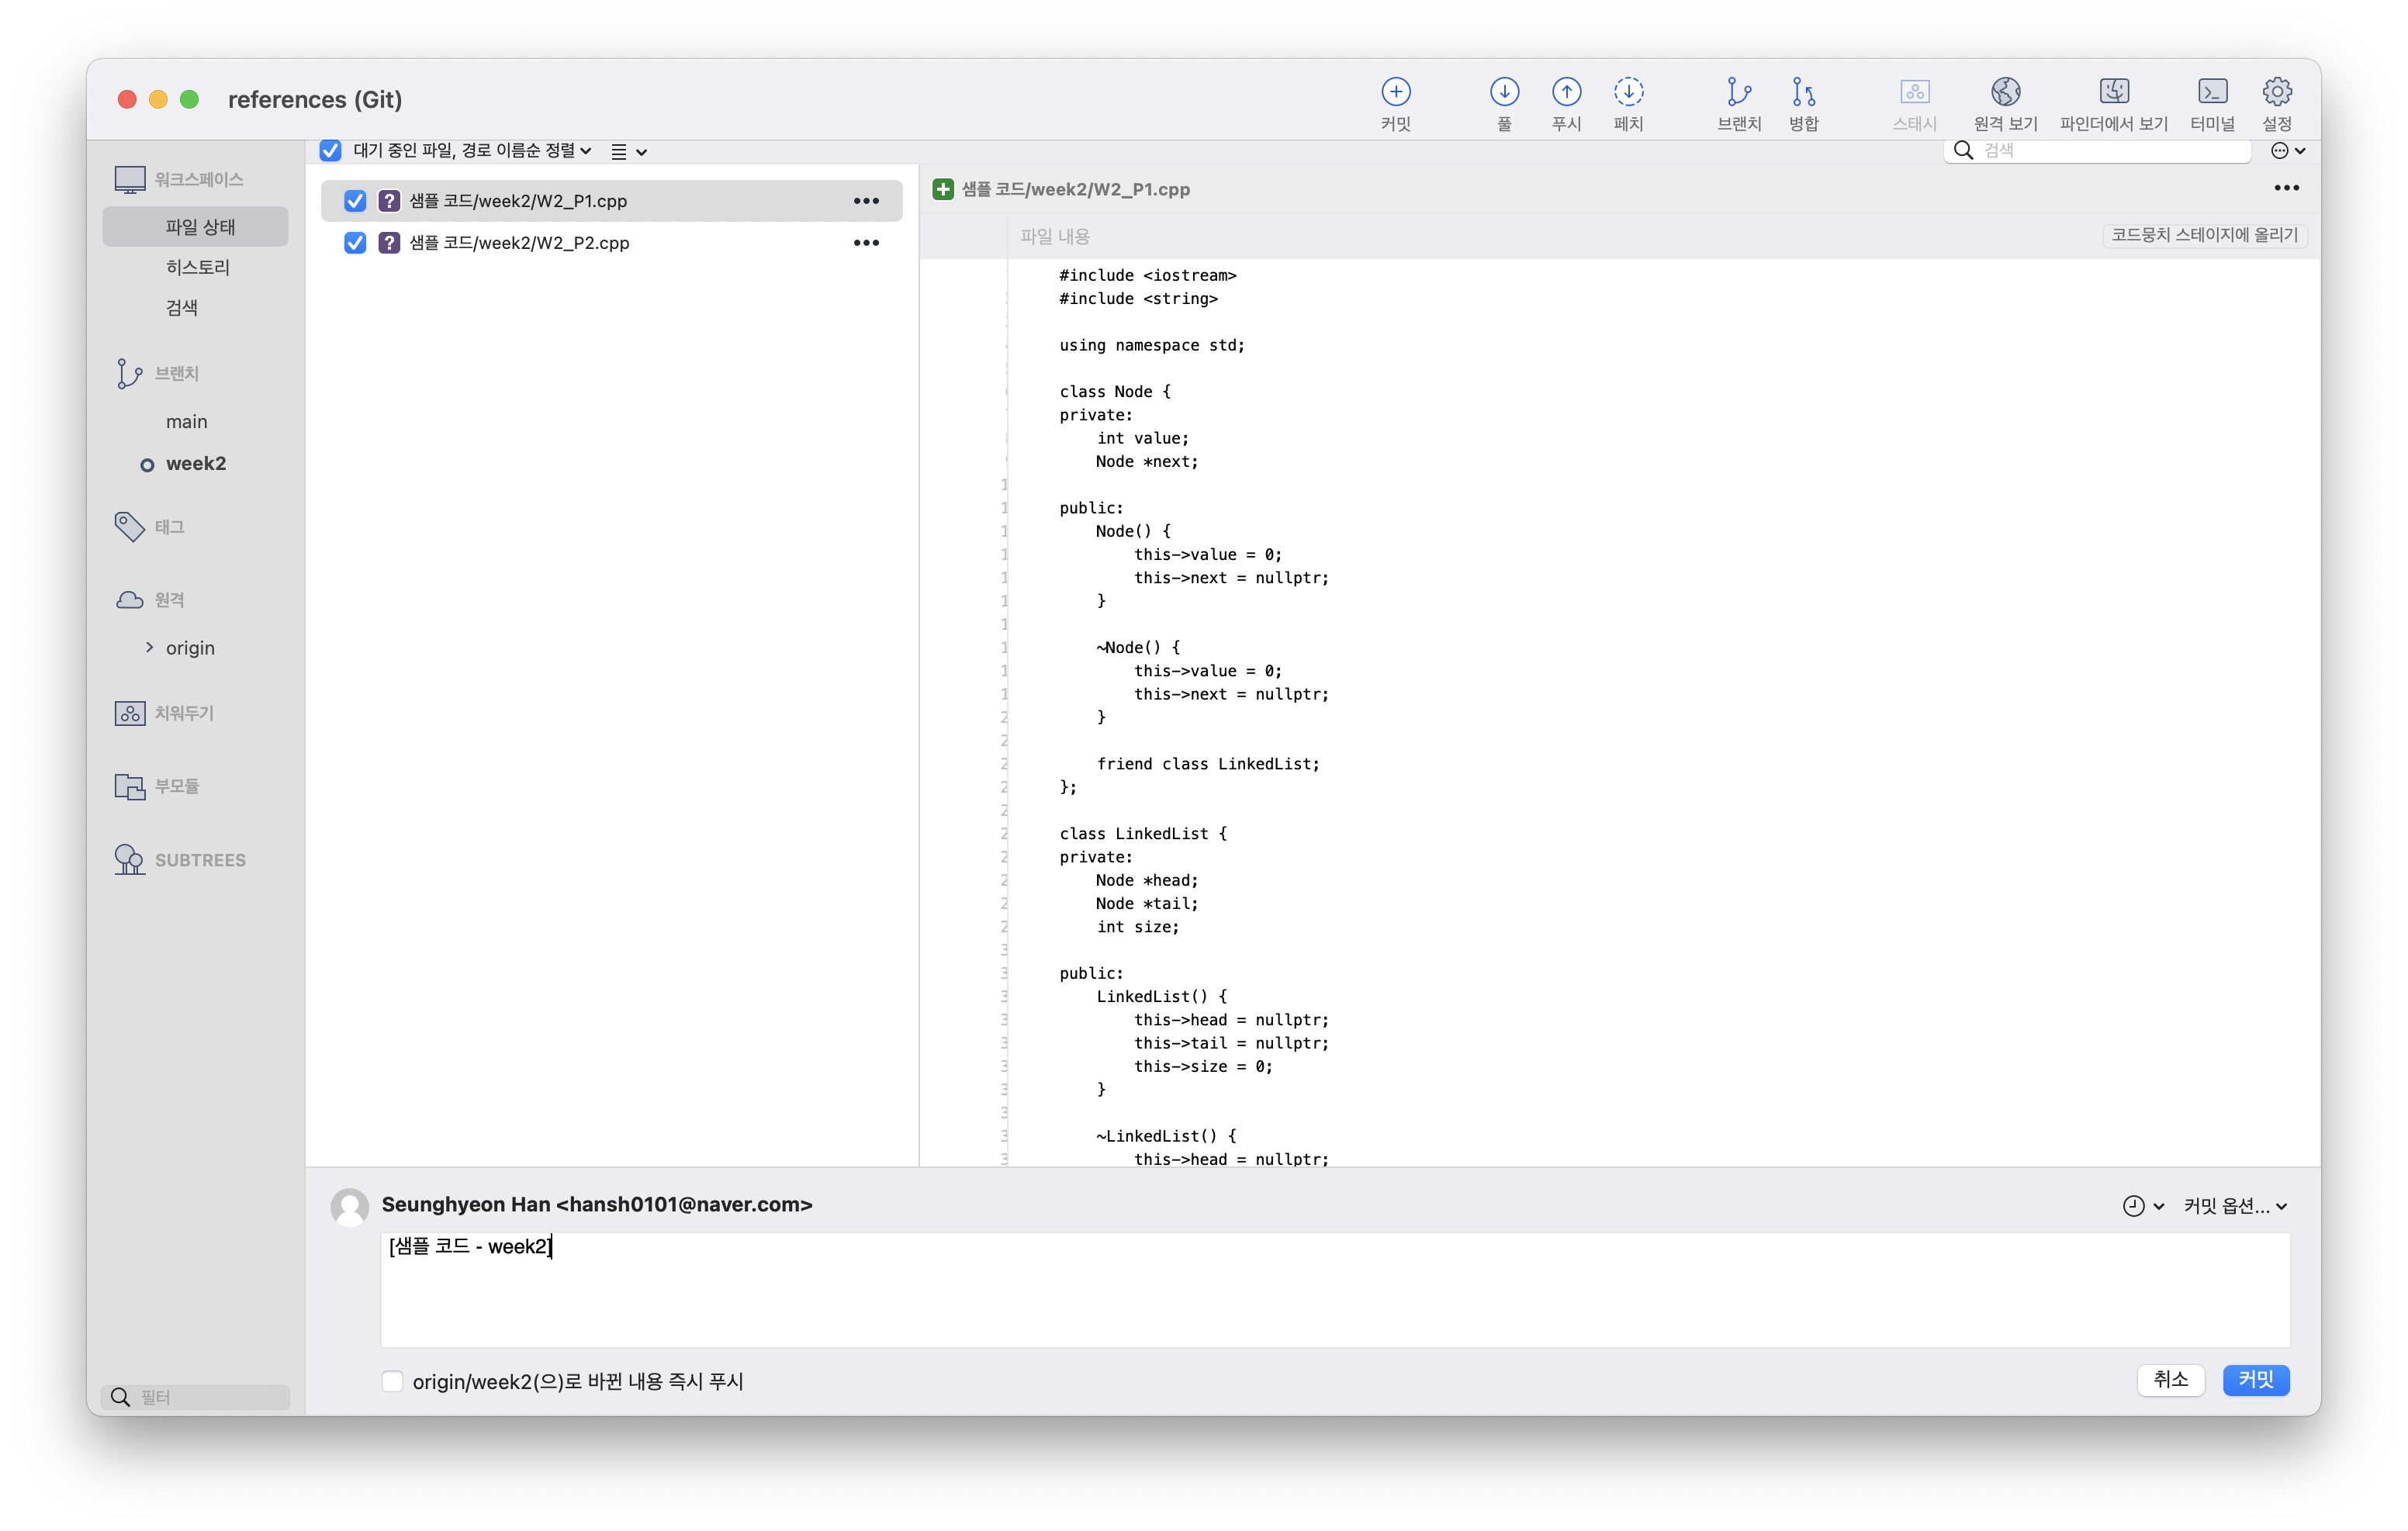 references (Git)
커밋
풀
푸시
페치
브랜치
병합
스태시
원격 보기
파인더에서 보기
터미널
설정
워크스페이스
파일 상태
히스토리
검색
브랜치
main
week2
태그
원격
origin
치워두기
부모듈
SUBTREES
필터
대기 중인 파일, 경로 이름순 정렬
검색
샘플 코드/week2/W2_P1.cpp
샘플 코드/week2/W2_P2.cpp
샘플 코드/week2/W2_P1.cpp
파일 내용
코드뭉치 스테이지에 올리기
#include <iostream>
#include <string>
using namespace std;
class Node {
private:
int value;
Node *next;
public:
Node() {
this->value = 0;
this->next = nullptr;
}
~Node() {
this->value = 0;
this->next = nullptr;
}
friend class LinkedList;
};
class LinkedList {
private:
Node *head;
Node *tail;
int size;
public:
LinkedList() {
this->head = nullptr;
this->tail = nullptr;
this->size = 0;
}
~LinkedList() {
this->head = nullptr;
Seunghyeon Han <hansh0101@naver.com>
커밋 옵션...
[샘플 코드 - week2]
origin/week2(으)로 바뀐 내용 즉시 푸시
취소
커밋